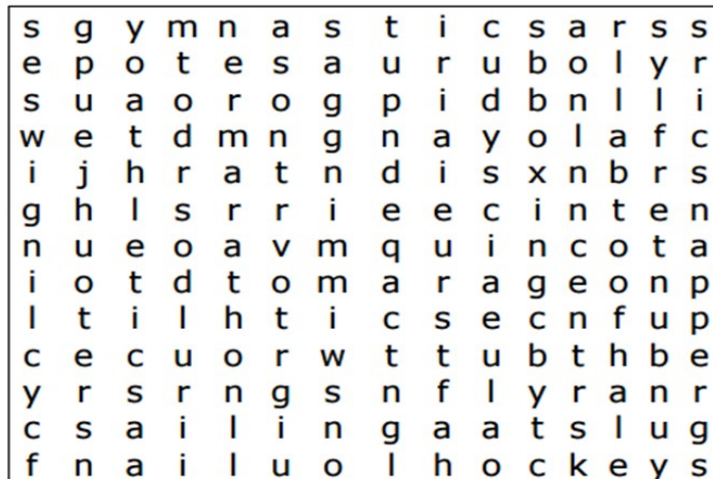 s g y m n a s t i c s a r s s
e p o t e s a u r u b o l y r
s u a o r o g p i d b n l l i
w e t d m n g n a y o l a f c
i j h r a t n d i s x n b r s
g h l s r r i e e c i n t e n
n u e o a v m q u i n c o t a
i o t d t o m a r a g e o n p
l t i l h t i c s e c n f u p
c e c u o r w t t u b t h b e
y r s r n g s n f l y r a n r
c s a i l i n g a a t s l u g
f n a i l u o l h o c k e y s